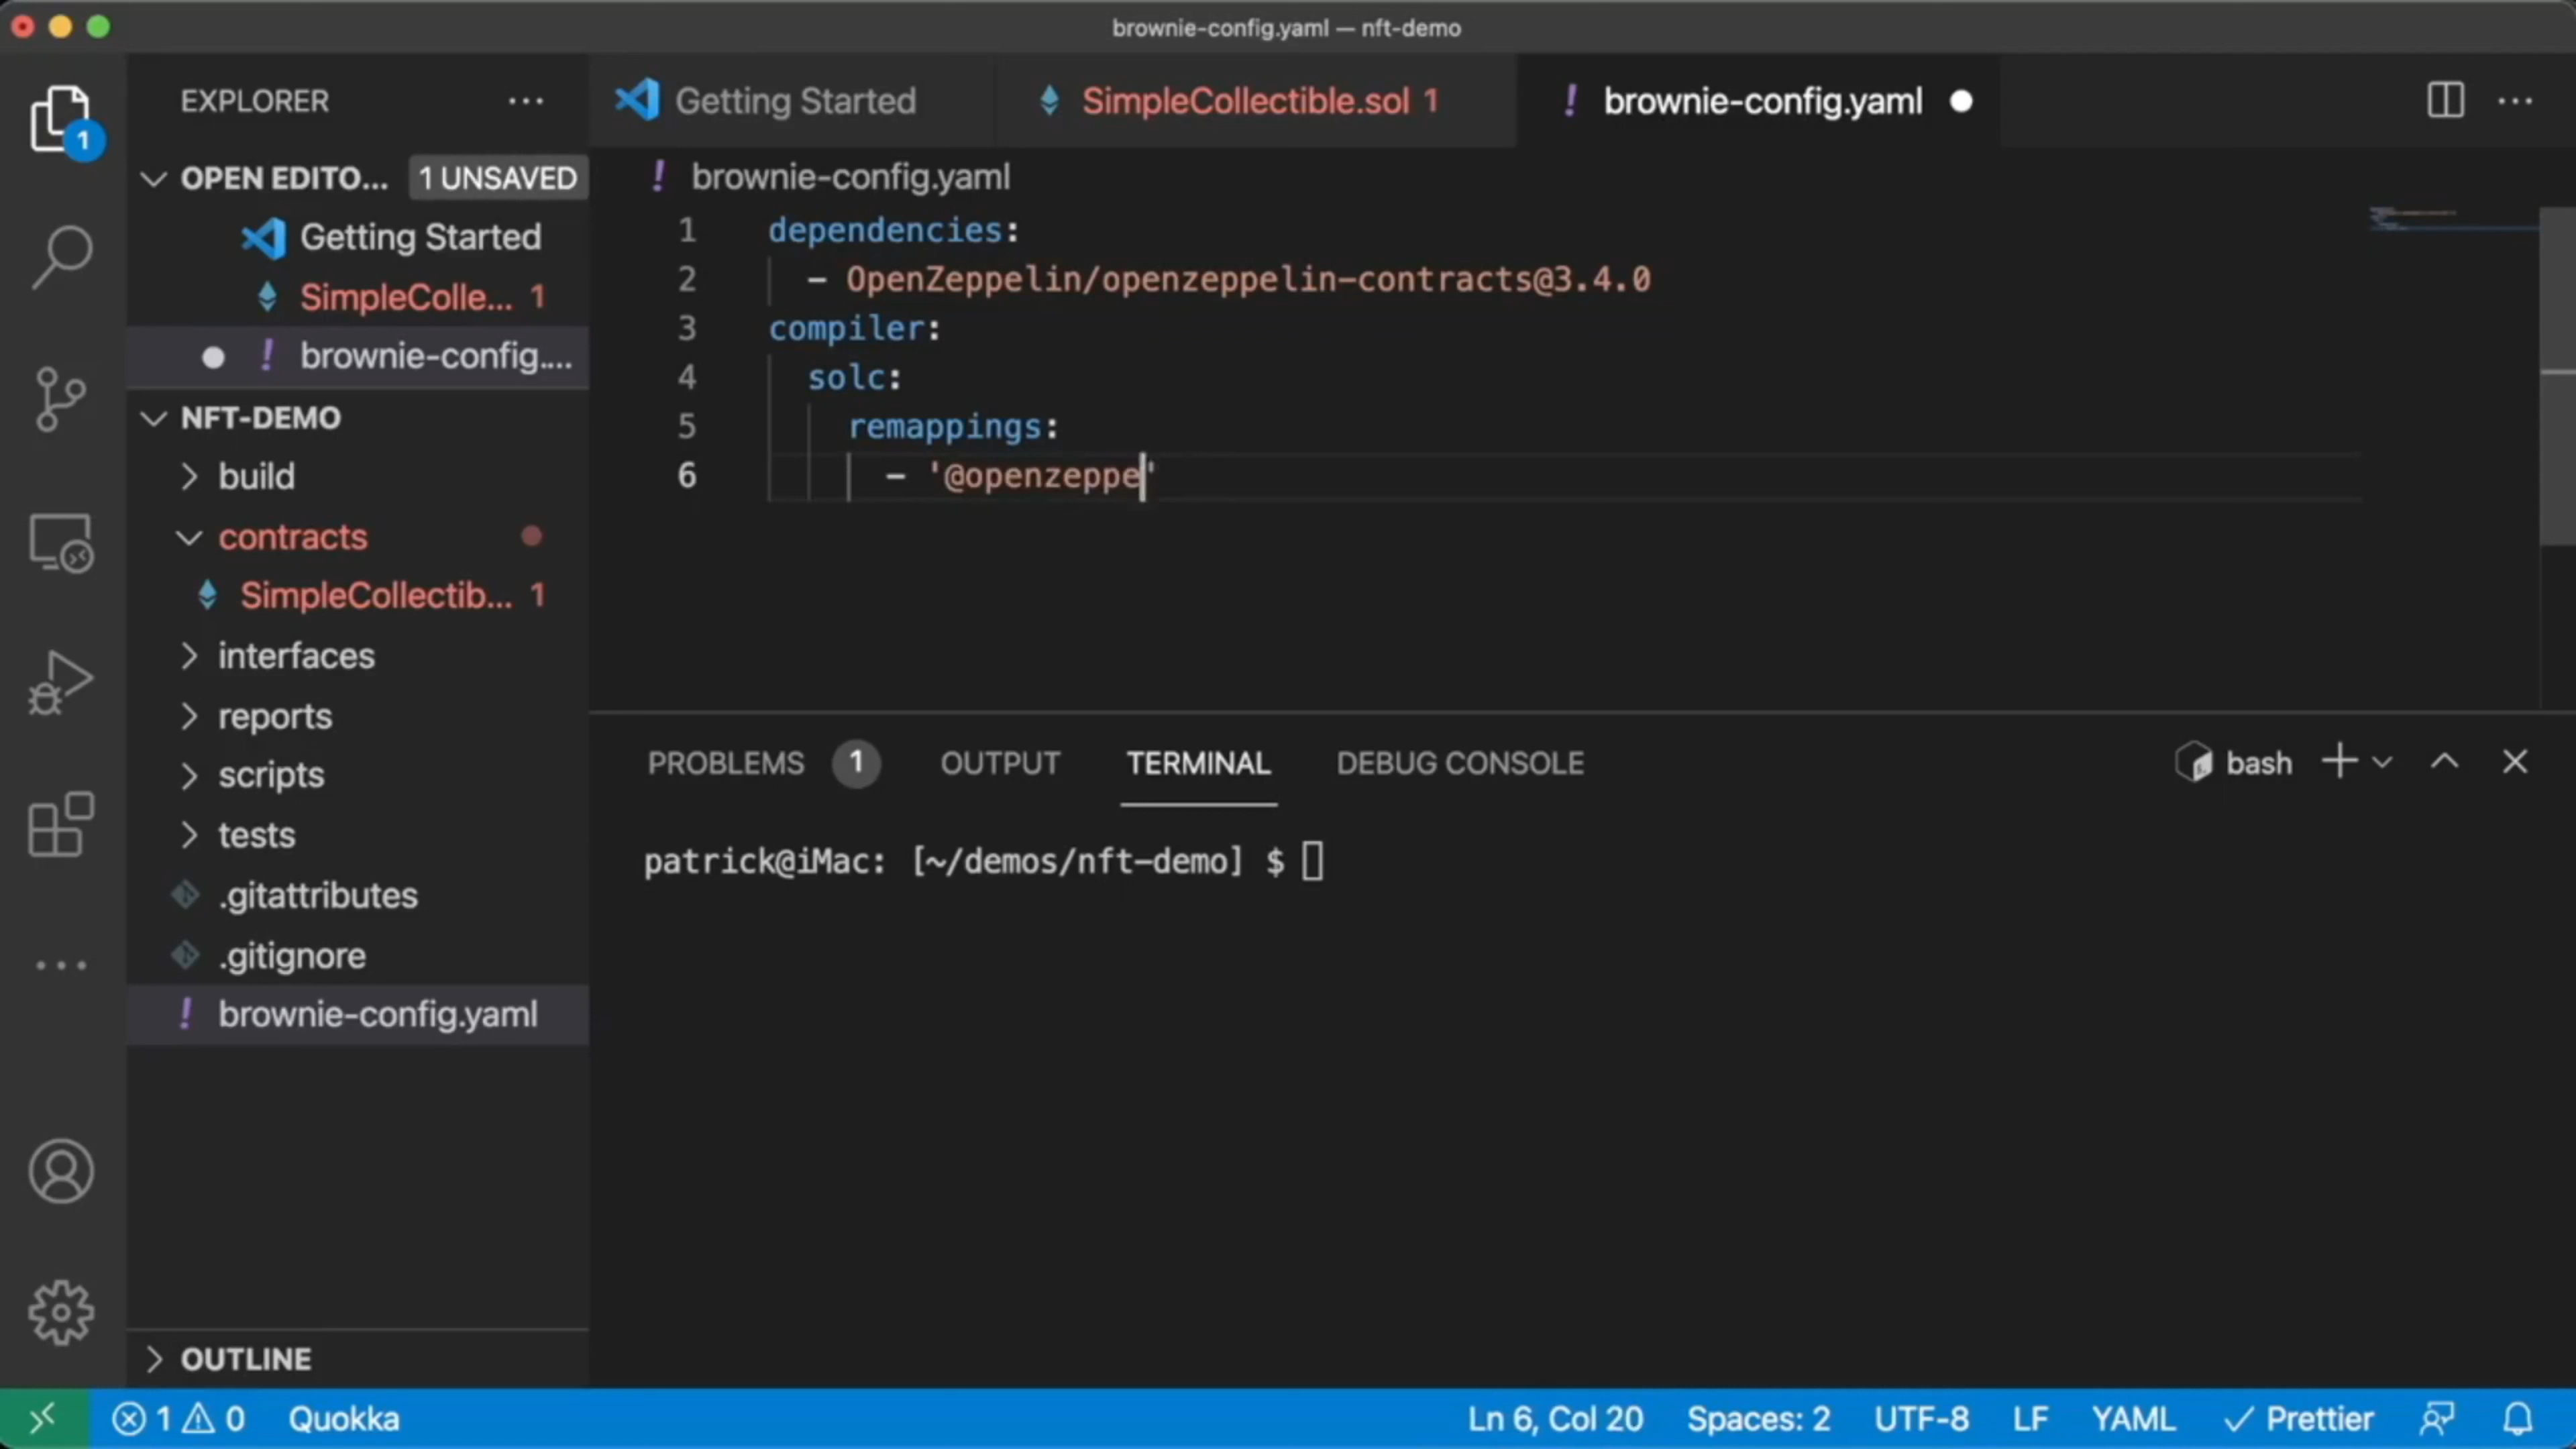 brownie-config.yaml — nft-demo
EXPLORER
Getting Started
SimpleCollectible.sol 1
brownie-config.yaml
1
OPEN EDITO... 1 UNSAVED
Getting Started
SimpleColle... 1
brownie-config....
NFT-DEMO
build
contracts
SimpleCollectib... 1
interfaces
reports
scripts
tests
.gitattributes
.gitignore
! brownie-config.yaml
OUTLINE
! brownie-config.yaml
1 dependencies:
2 - OpenZeppelin/openzeppelin-contracts@3.4.0
3 compiler:
4 solc:
5 remappings:
6 - '@openzeppe'
PROBLEMS 1 OUTPUT TERMINAL DEBUG CONSOLE
bash
patrick@iMac: [~/demos/nft-demo] $
1 0 Quokka
Ln 6, Col 20 Spaces: 2 UTF-8 LF YAML Prettier